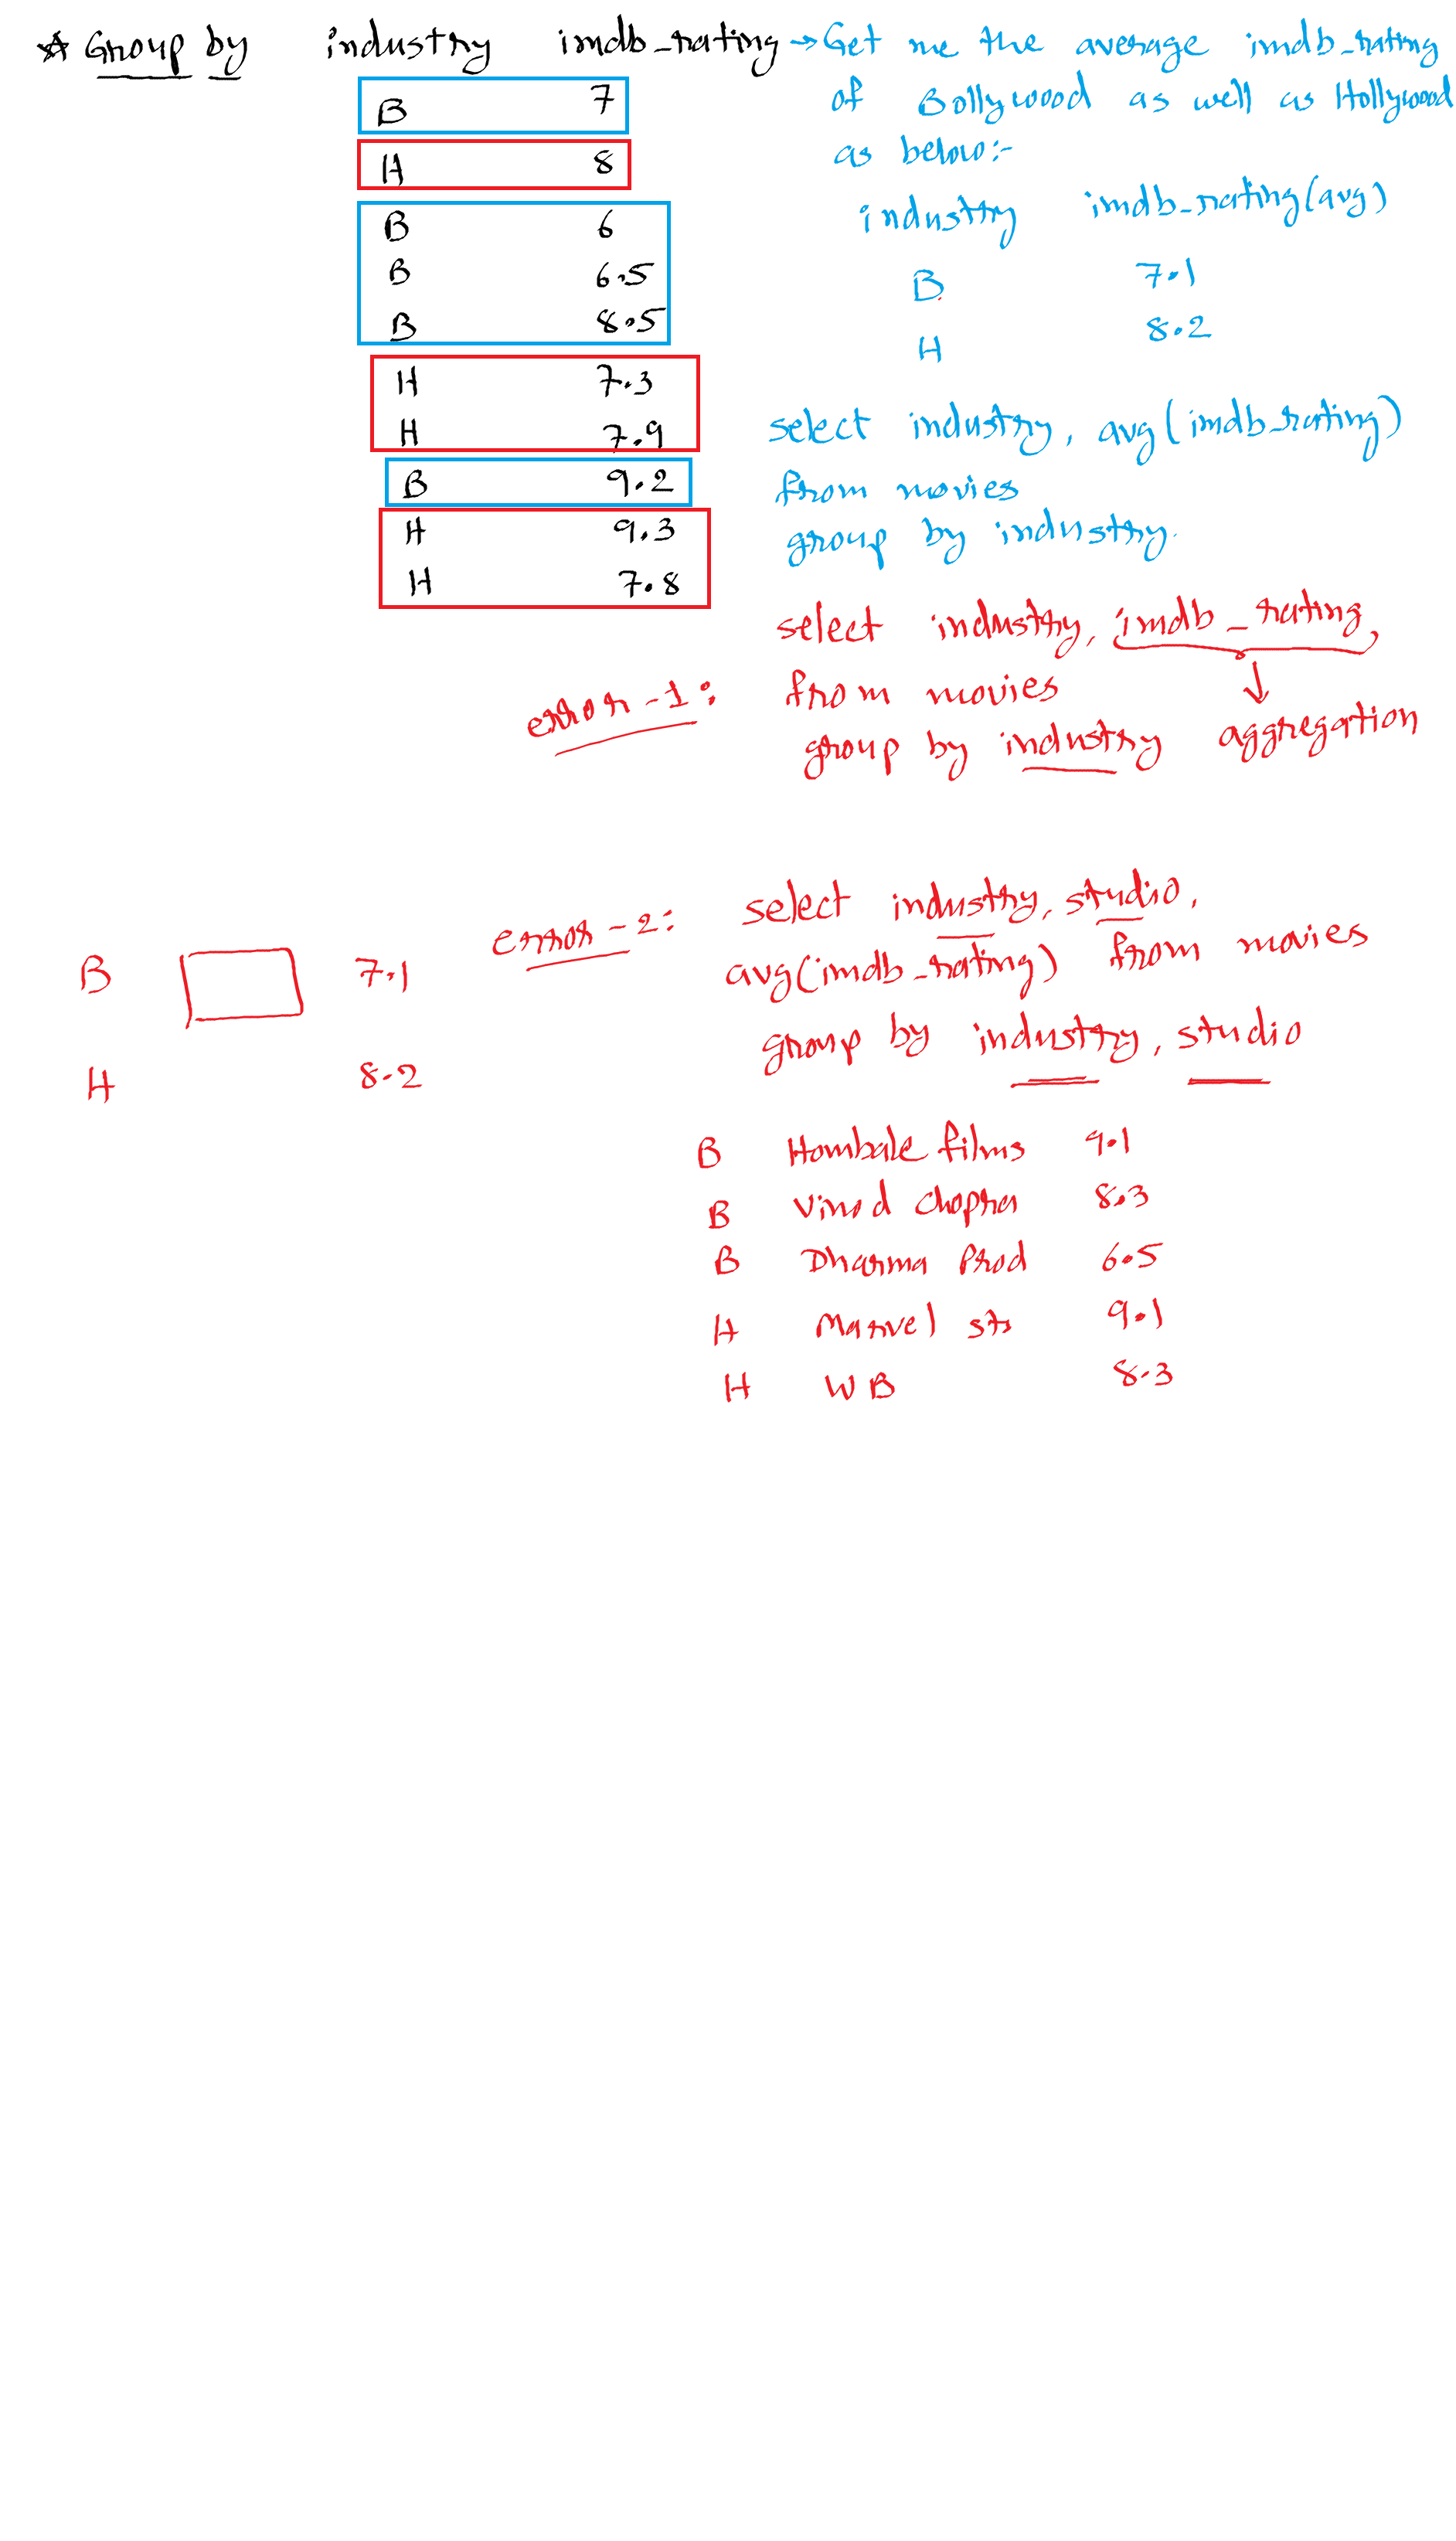 ☆ Group by industry imdb_rating → Get me the average imdb_rating
of Bollywood as well as Hollywood
as below:-
B 7
H 8
B 6
B 6.5
B 8.5
H 7.3
H 7.9
B 9.2
H 9.3
H 7.8
industry imdb_rating(avg)
B 7.1
H 8.2
select industry, avg(imdb_rating)
from movies
group by industry.
error-1:
select industry, imdb_rating,
from movies
group by industry
aggregation
error-2:
select industry, studio,
avg(imdb_rating) from movies
group by industry, studio
B 7.1
H 8.2
B Hombale films 9.1
B Vinod Chopra 8.3
B Dharma Prod 6.5
H Marvel sts 9.1
H WB 8.3